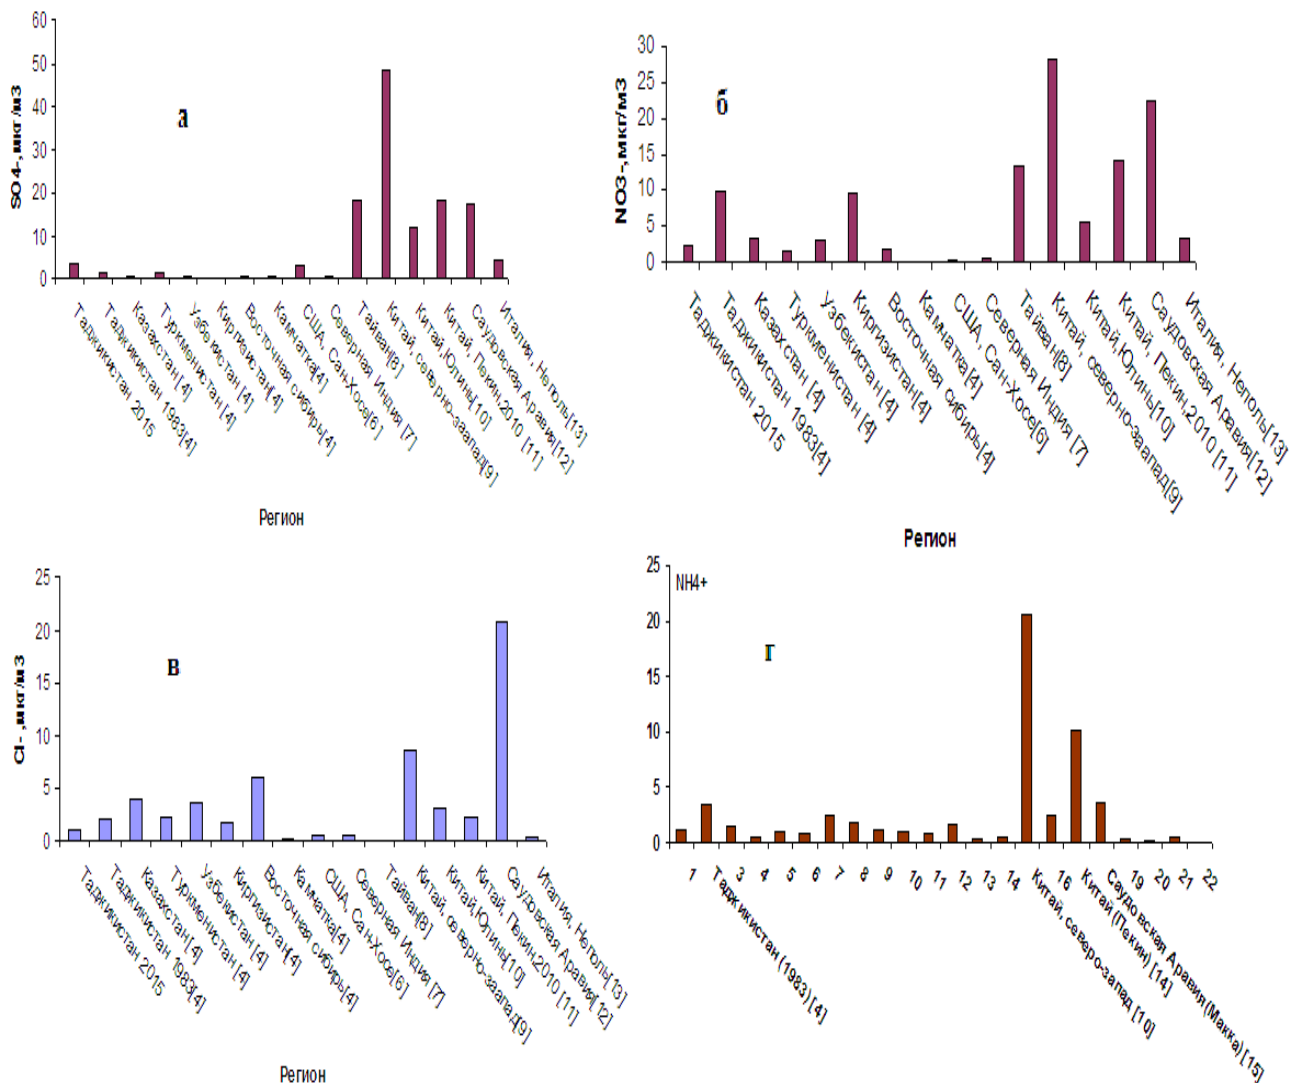 60
50
40
30
20
10
0
SO4-,мкг/м3
а
Таджикистан 2015
Таджикистан 1983[4]
Казахстан [4]
Туркменистан [4]
Узбекистан [4]
Киргизистан[4]
Восточная сибирь[4]
Камчатка[4]
США, Сан-Хосе[6]
Северная Индия [7]
Тайван[8]
Китай, северно-заапад[9]
Китай,Юлинь[10]
Китай, Пекин,2010 [11]
Саудовская Аравия[12]
Италия, Неполь[13]
Регион
30
25
20
15
10
5
0
NO3-,мкг/м3
б
Таджикистан 2015
Таджикистан 1983[4]
Казахстан [4]
Туркменистан [4]
Узбекистан[4]
Киргизистан[4]
Восточная сибирь[4]
Камчатка[4]
США, Сан-Хосе[6]
Северная Индия [7]
Тайван[8]
Китай, северно-заапад[9]
Китай,Юлинь[10]
Китай, Пекин,2010 [11]
Саудовская Аравия[12]
Италия, Неполь[13]
Регион
25
20
15
10
5
0
Cl-,мкг/м3
в
Таджикистан 2015
Таджикистан 1983[4]
Казахстан[4]
Туркменистан[4]
Узбекистан [4]
Киргизистан[4]
Восточная сибирь[4]
Камчатка[4]
США, Сан-Хосе[6]
Северная Индия [7]
Тайван[8]
Китай, северно-заапад[9]
Китай,Юлинь[10]
Китай, Пекин,2010 [11]
Саудовская Аравия[12]
Италия, Неполь[13]
Регион
25
20
15
10
5
0
NH4+
г
1
Таджикистан (1983) [4]
3
4
5
6
7
8
9
10
11
12
13
14
Китай, северо-запад [10]
16
Китай (Пекин) [14]
Саудовская Аравия(Макка) [15]
19
20
21
22